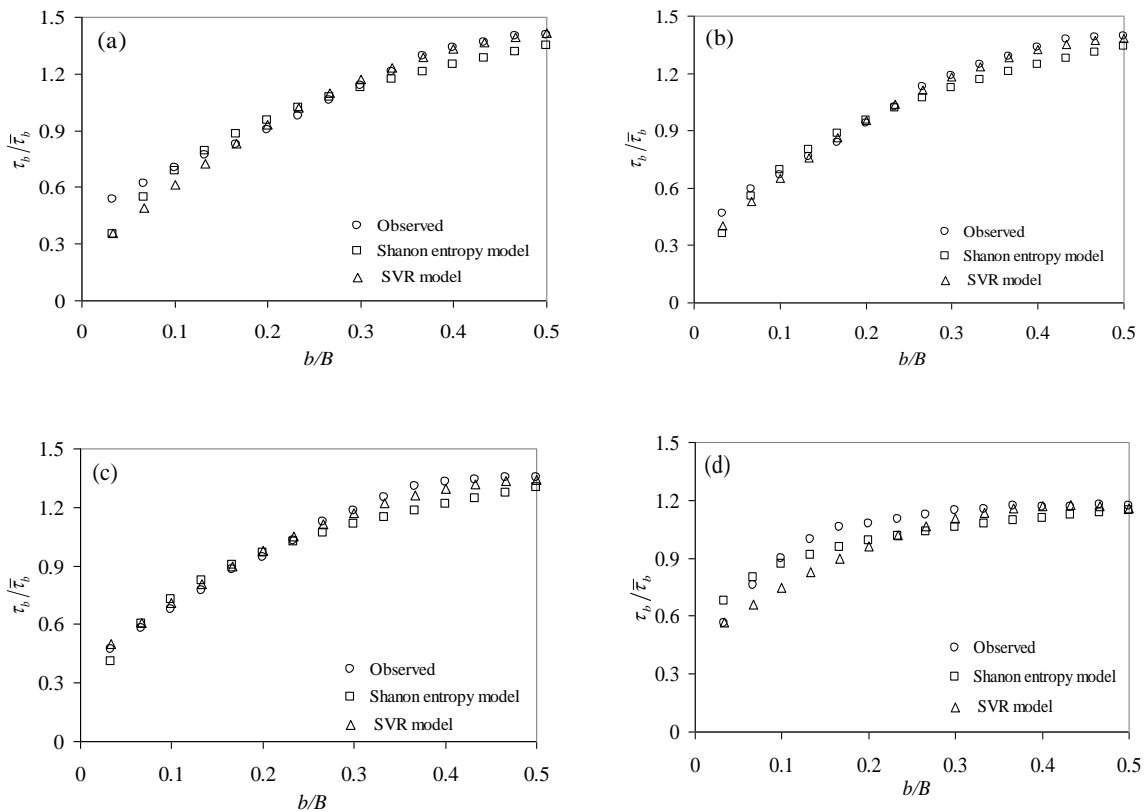 (a)
1.5
1.2
0.9
0.6
0.3
0
τb/τ̅b
Observed
Shanon entropy model
SVR model
0 0.1 0.2 0.3 0.4 0.5
b/B
(b)
1.5
1.2
0.9
0.6
0.3
0
τb/τ̅b
Observed
Shanon entropy model
SVR model
0 0.1 0.2 0.3 0.4 0.5
b/B
(c)
1.5
1.2
0.9
0.6
0.3
0
τb/τ̅b
Observed
Shanon entropy model
SVR model
0 0.1 0.2 0.3 0.4 0.5
b/B
(d)
1.5
1.2
0.9
0.6
0.3
0
τb/τ̅b
Observed
Shanon entropy model
SVR model
0 0.1 0.2 0.3 0.4 0.5
b/B